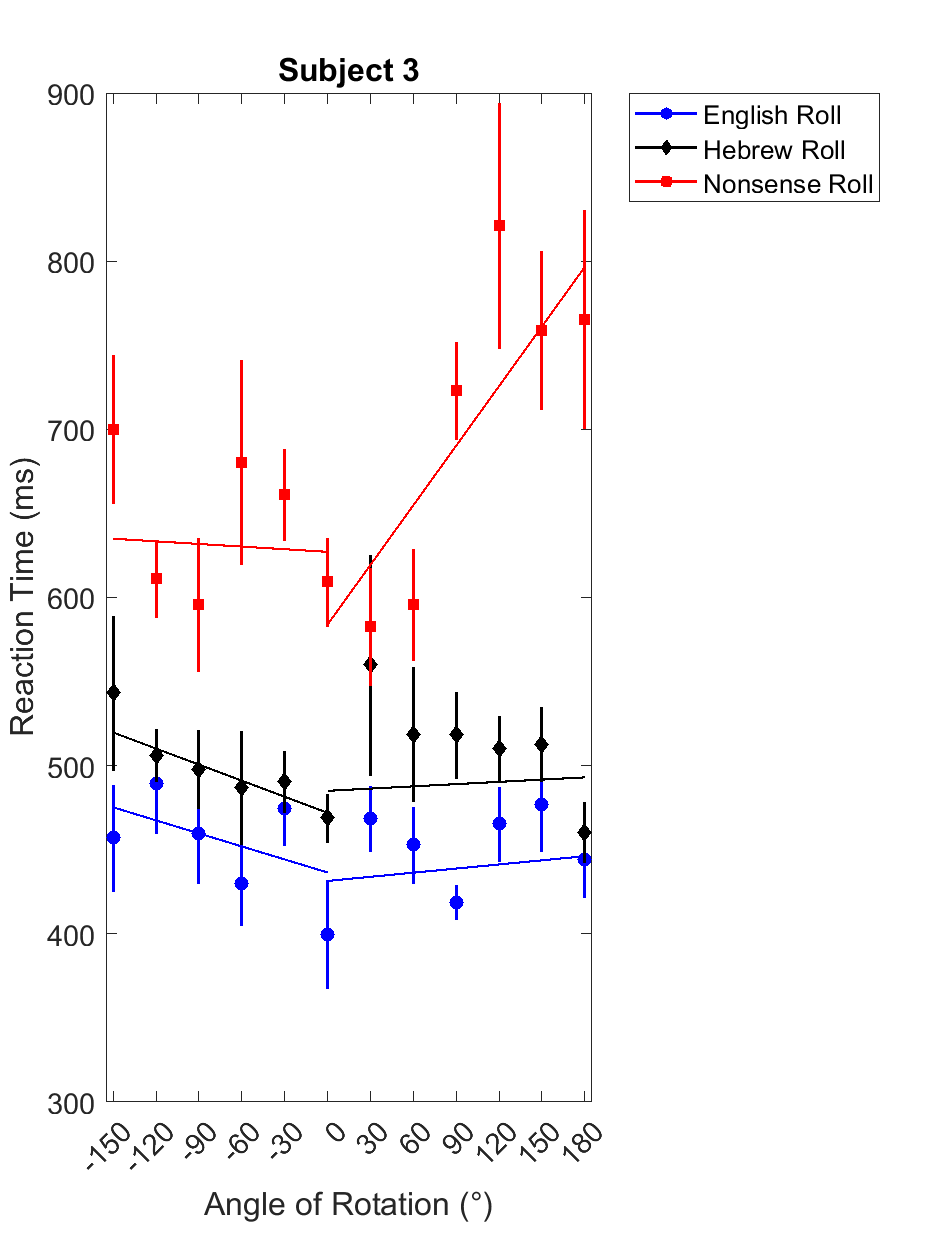 Subject 3
900
800
700
600
500
400
300
Reaction Time (ms)
-150 -120 -90 -60 -30 0 30 60 90 120 150 180
Angle of Rotation (°)
English Roll
Hebrew Roll
Nonsense Roll